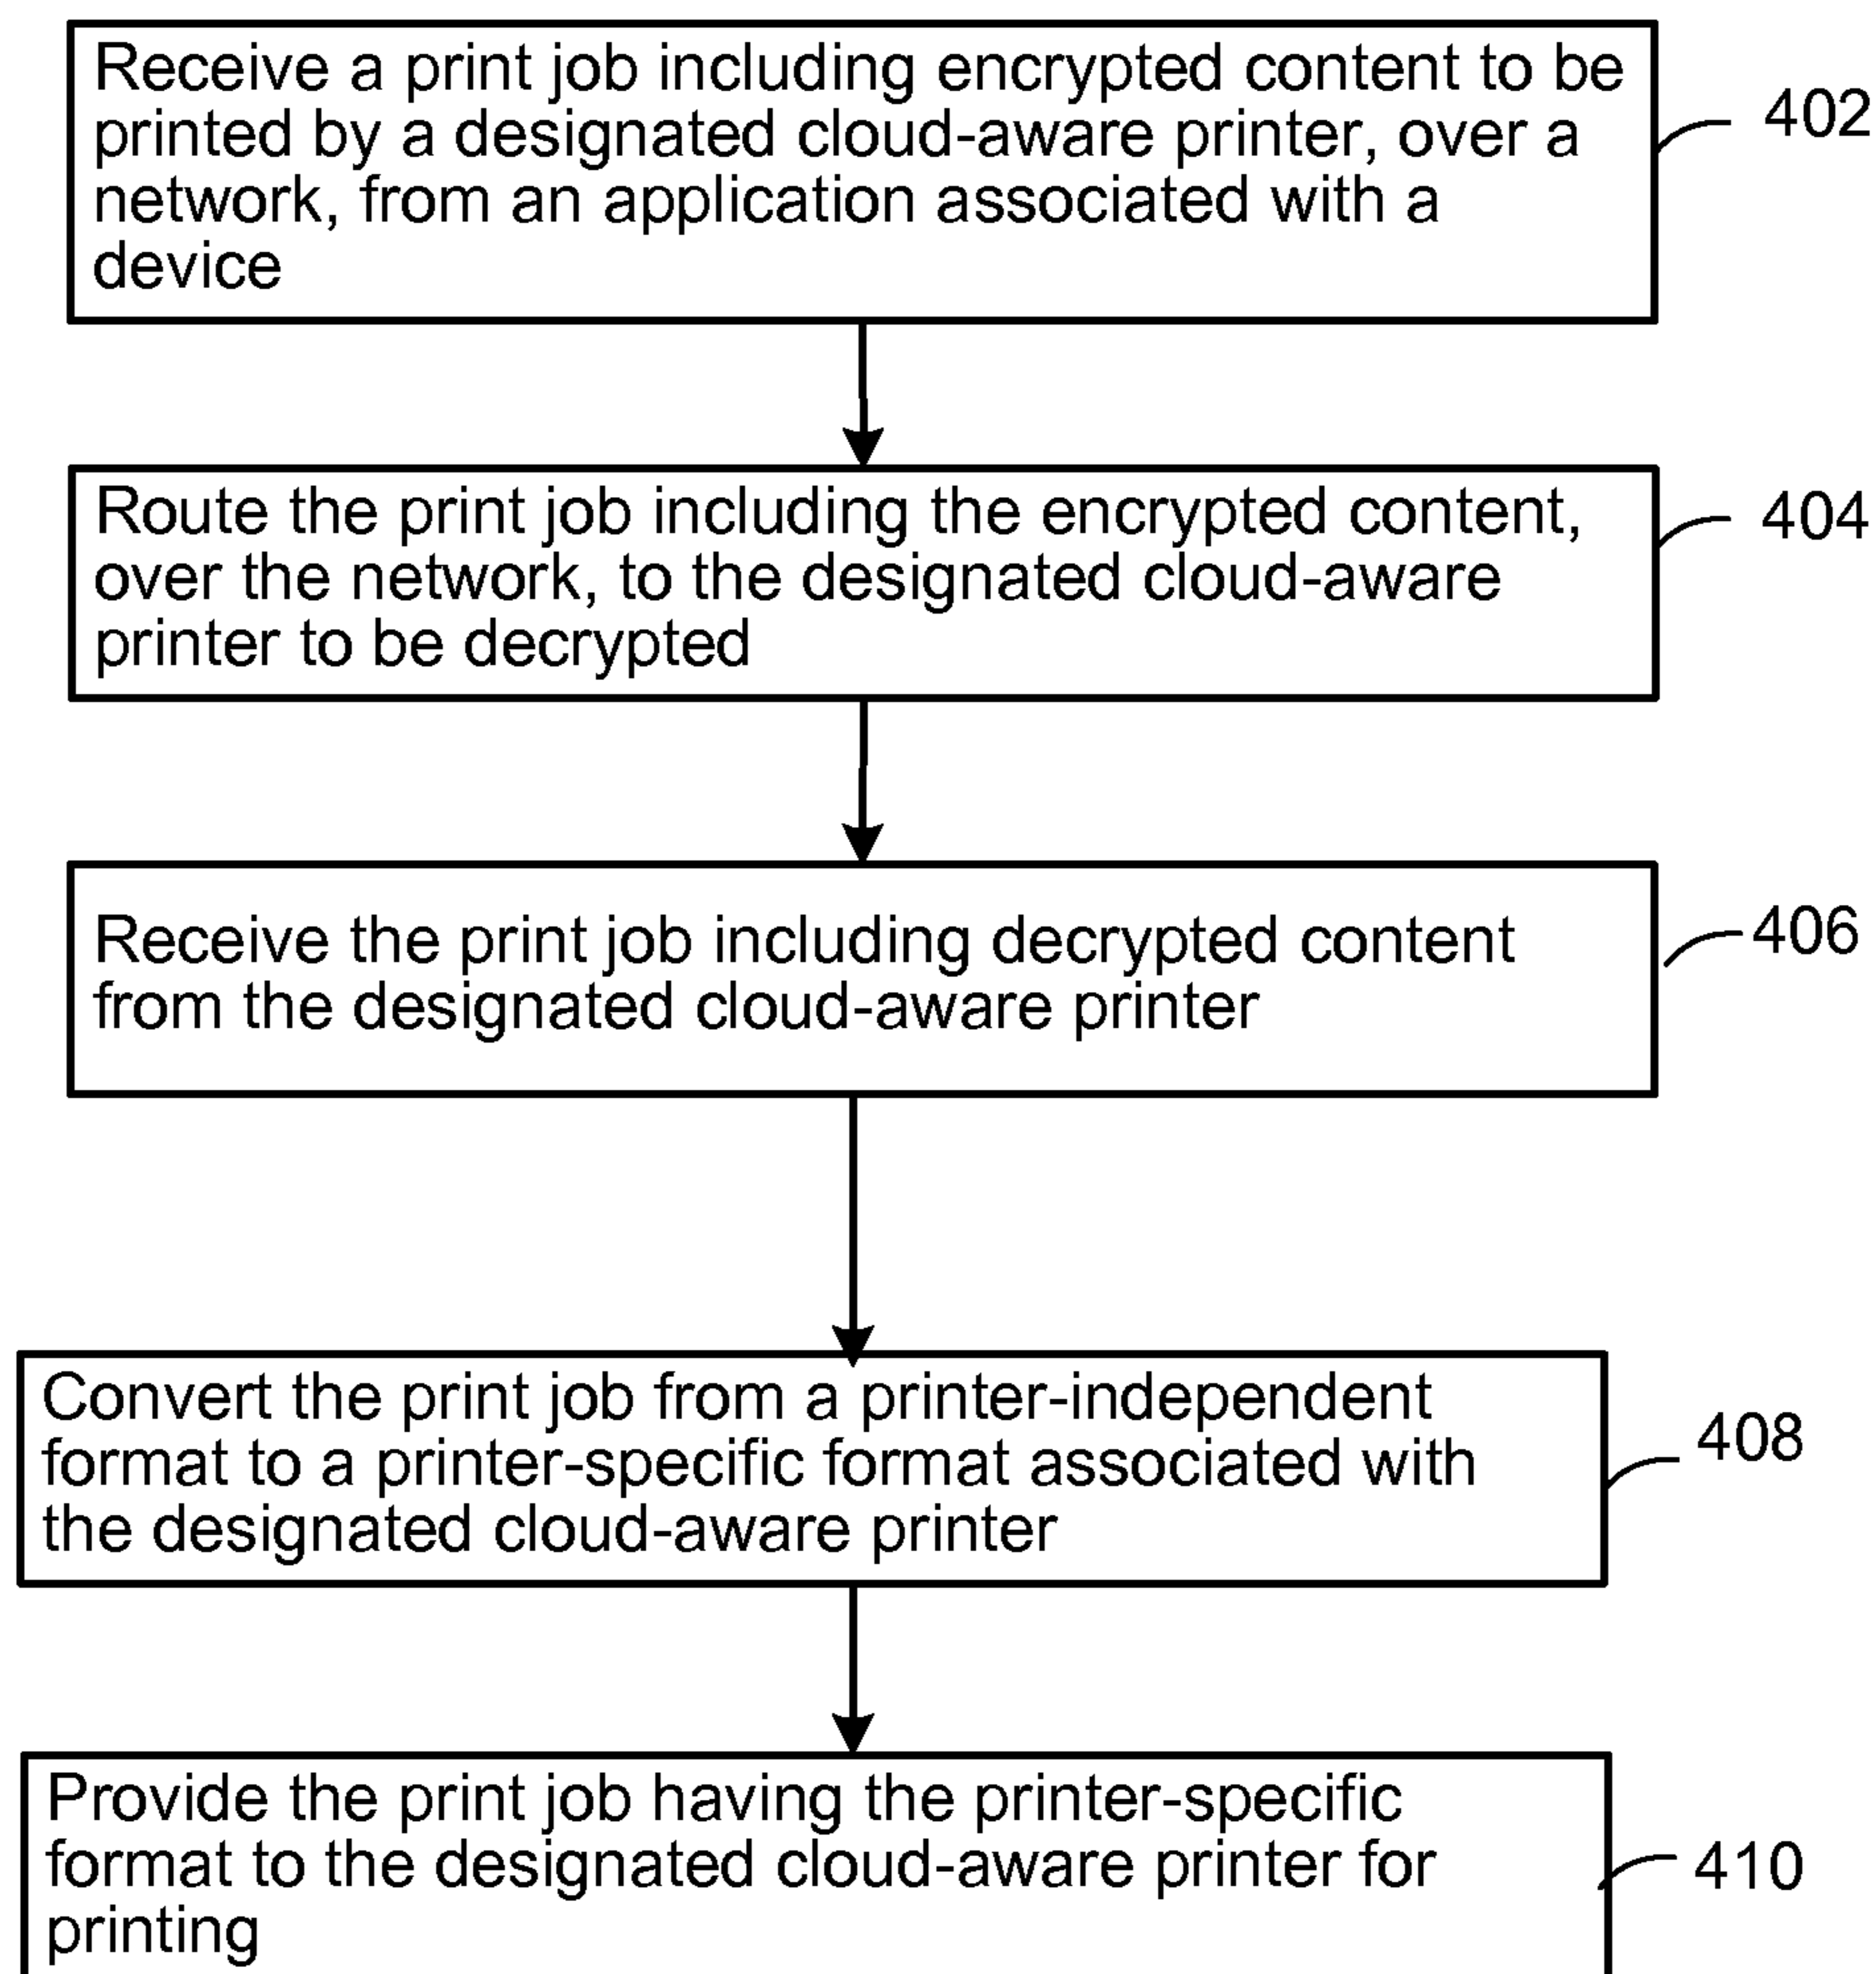 Receive a print job including encrypted content to be
printed by a designated cloud-aware printer, over a
network, from an application associated with a
device
402
Route the print job including the encrypted content,
over the network, to the designated cloud-aware
printer to be decrypted
404
Receive the print job including decrypted content
from the designated cloud-aware printer
406
Convert the print job from a printer-independent
format to a printer-specific format associated with
the designated cloud-aware printer
408
Provide the print job having the printer-specific
format to the designated cloud-aware printer for
printing
410